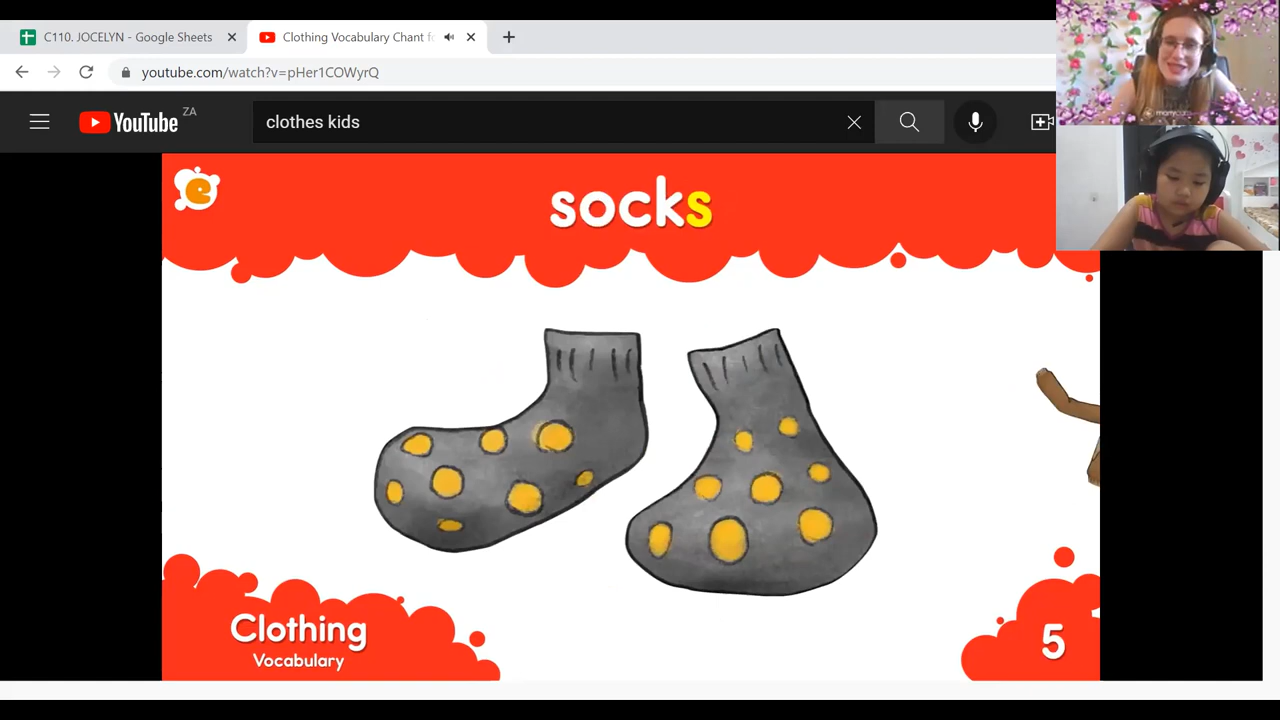 C110. JOCELYN - Google Sheets
Clothing Vocabulary Chant fo
youtube.com/watch?v=pHer1COWyrQ
YouTube ZA
clothes kids
e
socks
Clothing
Vocabulary
5